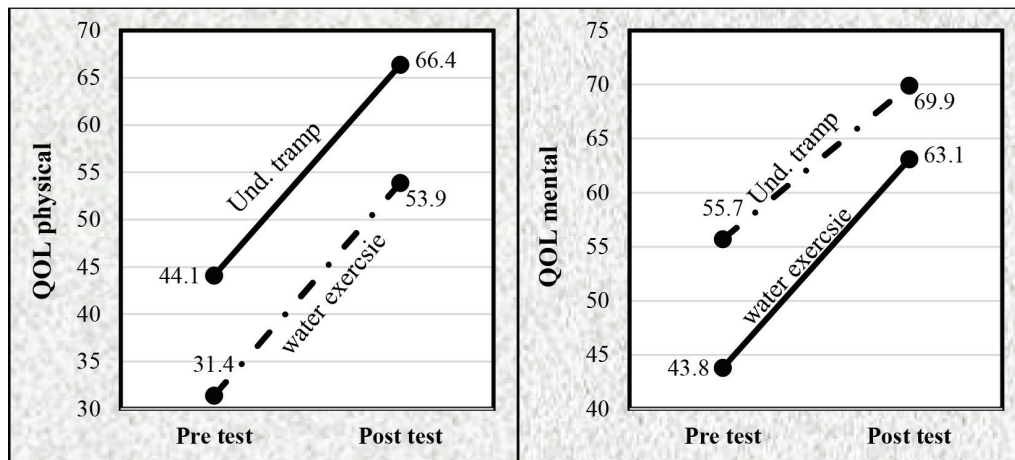 QOL physical
70
65
60
55
50
45
40
35
30
66.4
Und. tramp
53.9
44.1
water exercsie
31.4
Pre test
Post test
QOL mental
75
70
65
60
55
50
45
40
69.9
Und. tramp
63.1
55.7
water exercsie
43.8
Pre test
Post test